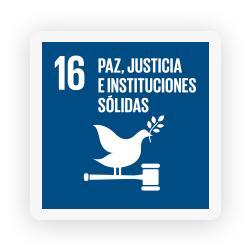 16 PAZ, JUSTICIA
E INSTITUCIONES
SÓLIDAS